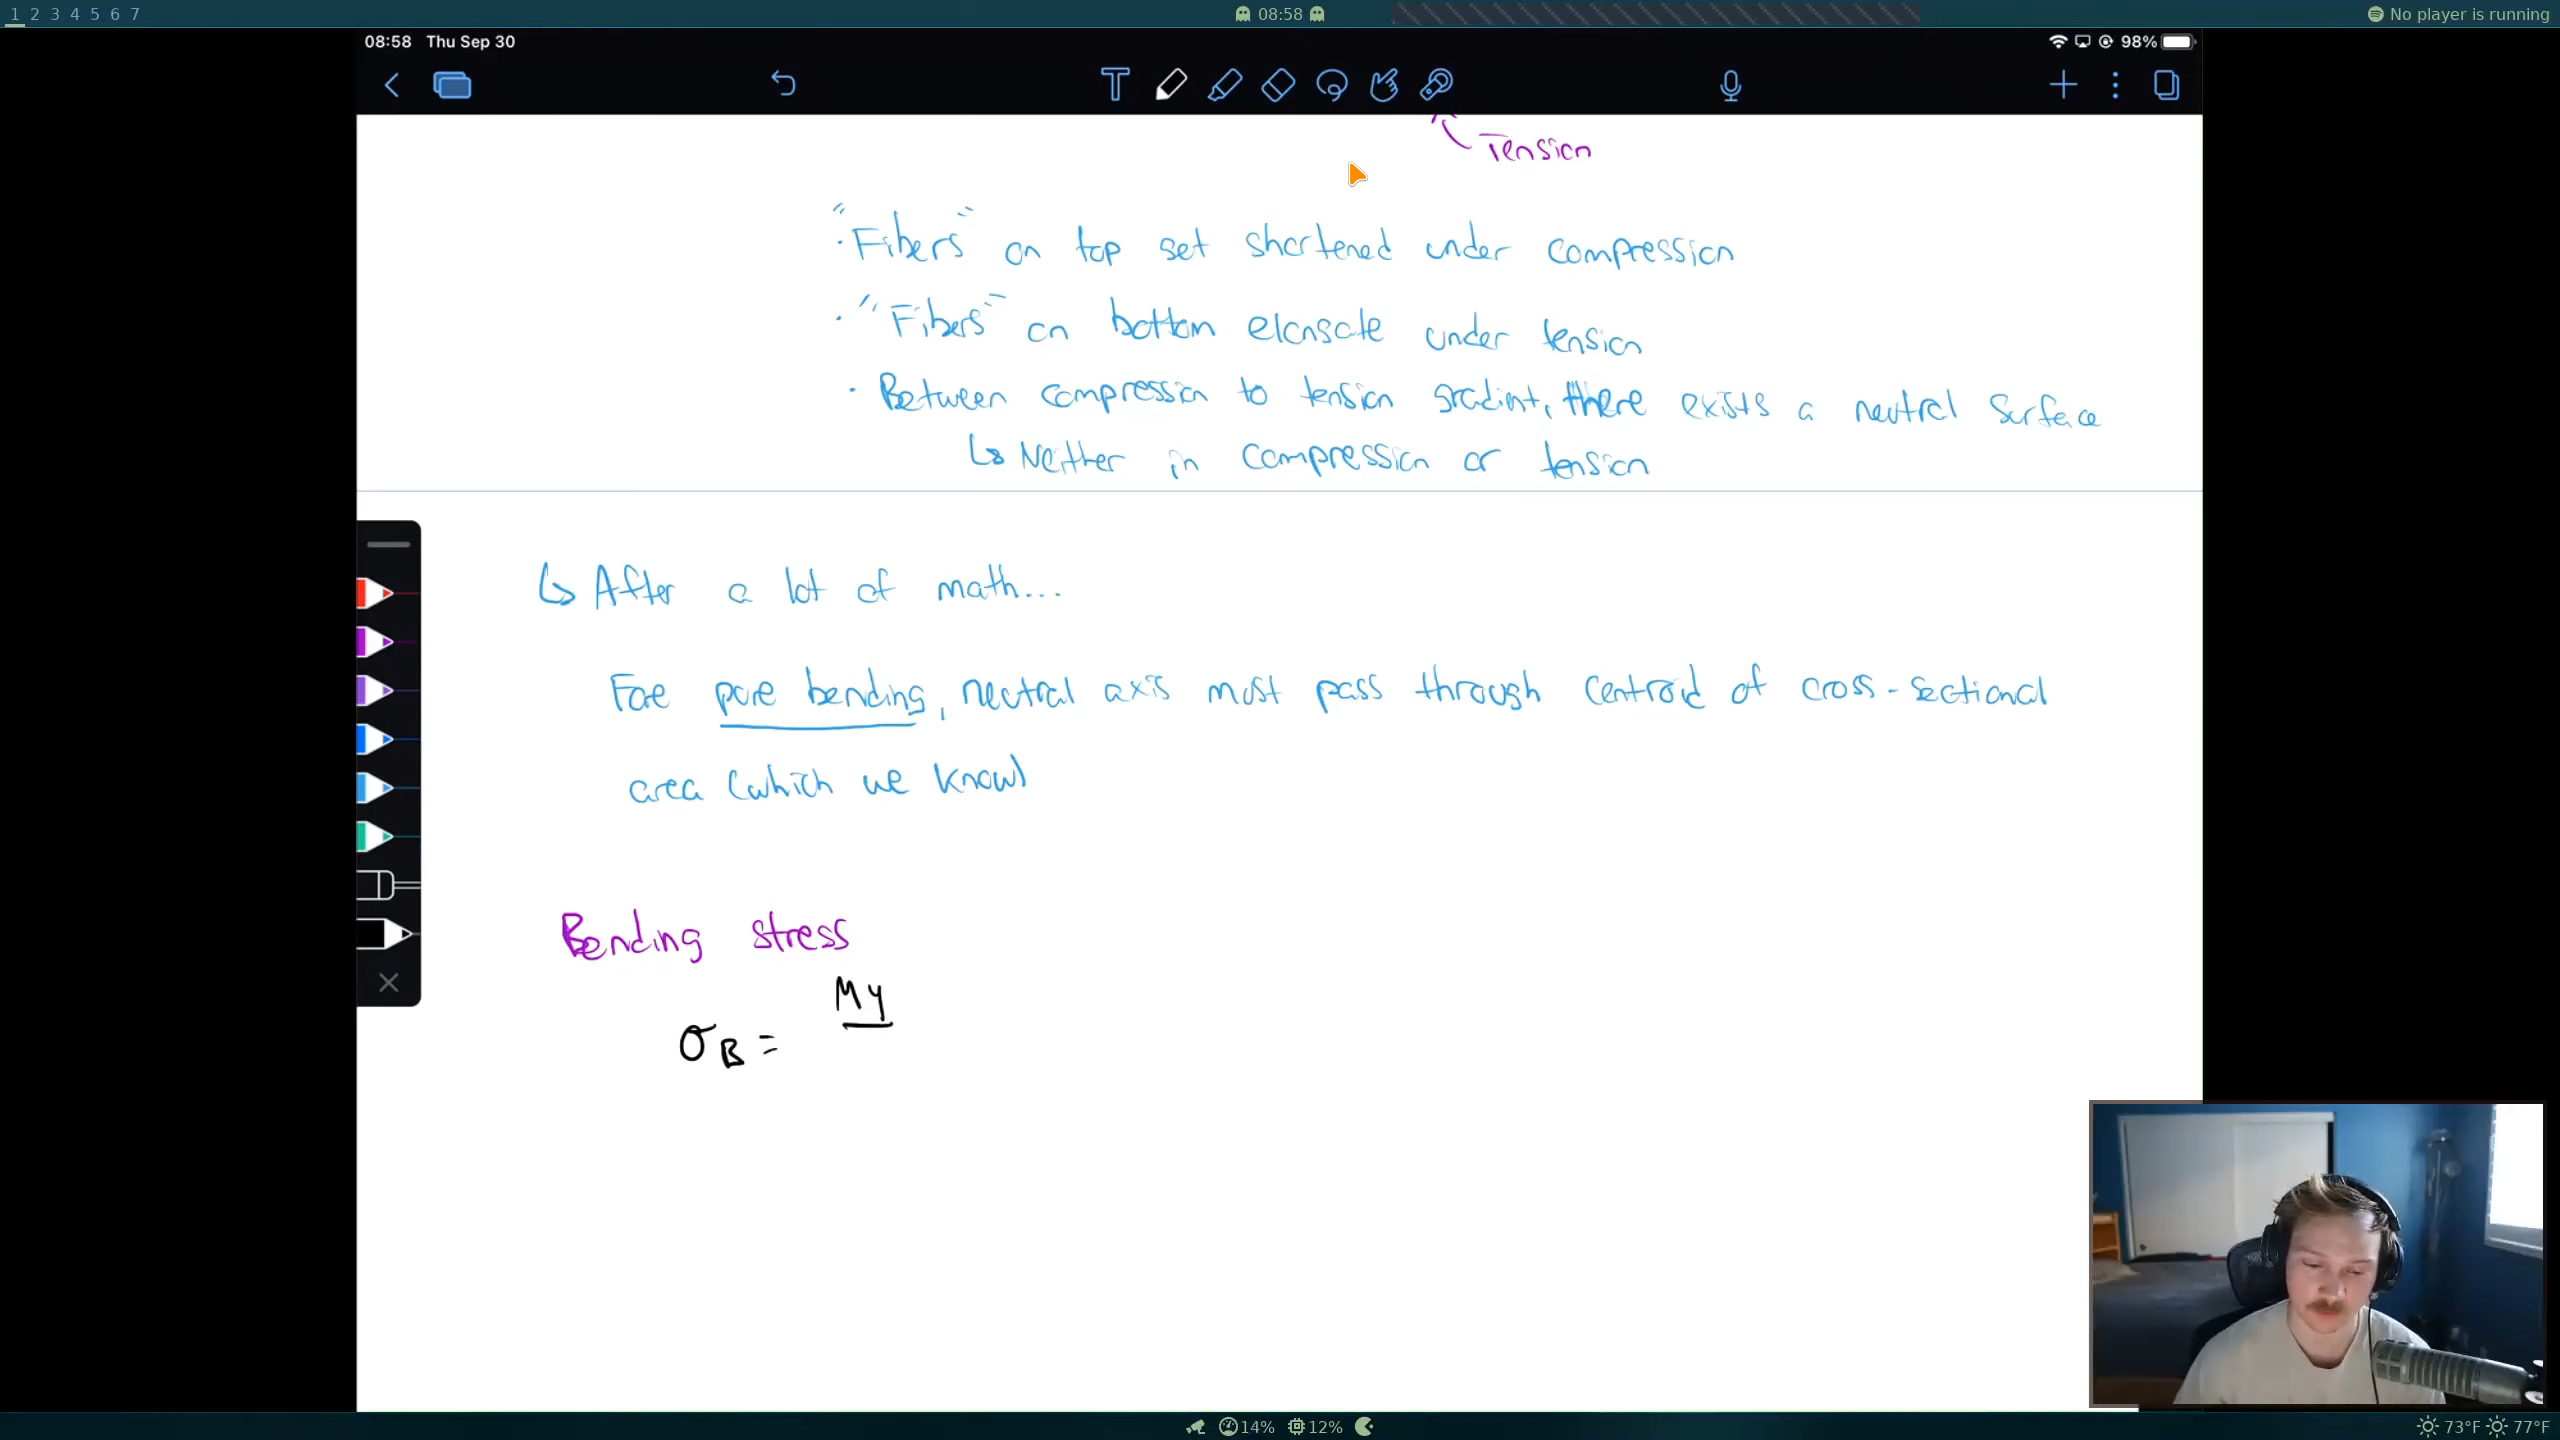 1 2 3 4 5 6 7
08:58
No player is running
08:58 Thu Sep 30
98%
T
Tension
· "Fibers" on top get shortened under compression
· "Fibers" on bottom elongate under tension
· Between compression to tension gradint, there exists a neutral surface
↳ Neither in compression or tension
↳ After a lot of math...
Fore pure bending, neutral axis must pass through centroid of cross-sectional
area (which we know)
Bending stress
My
σB =
14% 12%
73°F 77°F